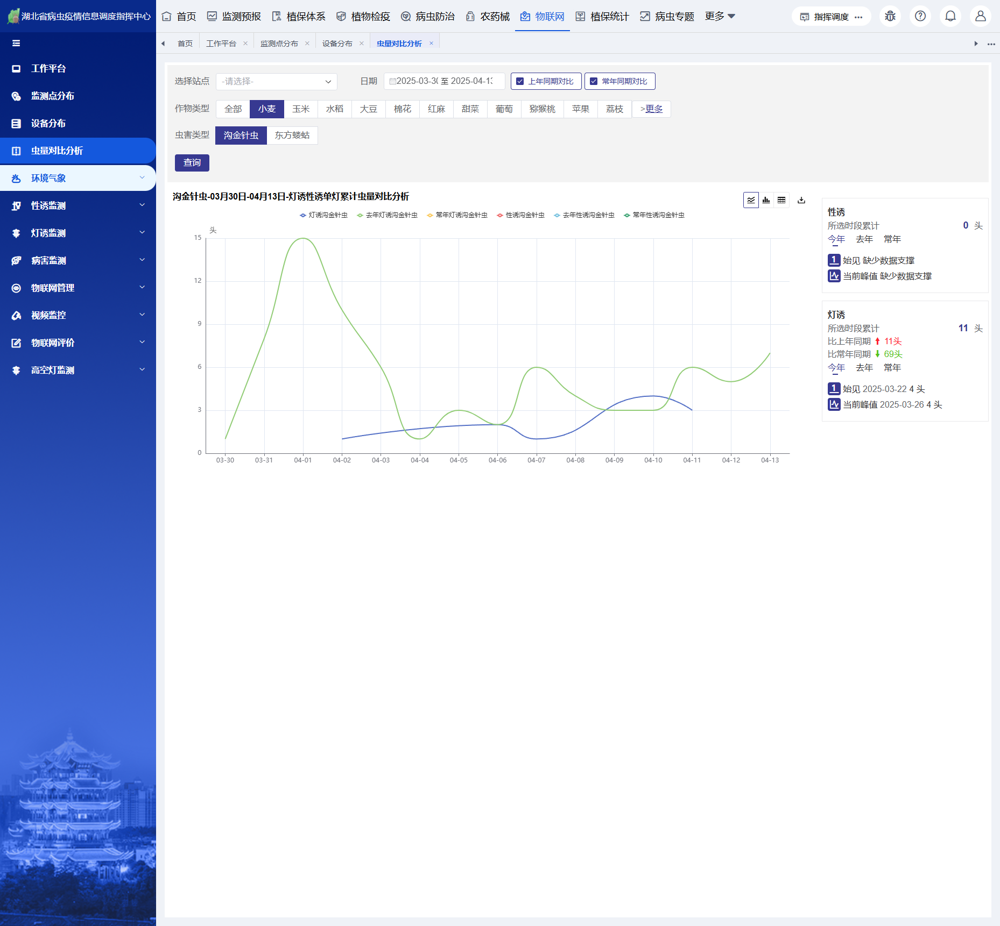 湖北省病虫疫情信息调度指挥中心
首页 监测预报 植保体系 植物检疫 病虫防治 农药械 物联网 植保统计 病虫专题 更多 指挥调度
首页 工作平台 × 监测点分布 × 设备分布 × 虫量对比分析 ×
工作平台
监测点分布
设备分布
虫量对比分析
环境气象
性诱监测
灯诱监测
病害监测
物联网管理
视频监控
物联网评价
高空灯监测
选择站点 -请选择- 日期 2025-03-30 至 2025-04-13 上年同期对比 常年同期对比
作物类型 全部 小麦 玉米 水稻 大豆 棉花 红麻 甜菜 葡萄 猕猴桃 苹果 荔枝 >更多
虫害类型 沟金针虫 东方蝼蛄
查询
沟金针虫-03月30日-04月13日-灯诱性诱单灯累计虫量对比分析
灯诱沟金针虫 去年灯诱沟金针虫 常年灯诱沟金针虫 性诱沟金针虫 去年性诱沟金针虫 常年性诱沟金针虫
头
15
12
9
6
3
0
03-30 03-31 04-01 04-02 04-03 04-04 04-05 04-06 04-07 04-08 04-09 04-10 04-11 04-12 04-13
性诱
所选时段累计 0 头
今年 去年 常年
1 始见 缺少数据支撑
当前峰值 缺少数据支撑
灯诱
所选时段累计 11 头
比上年同期 11头
比常年同期 69头
今年 去年 常年
1 始见 2025-03-22 4 头
当前峰值 2025-03-26 4 头